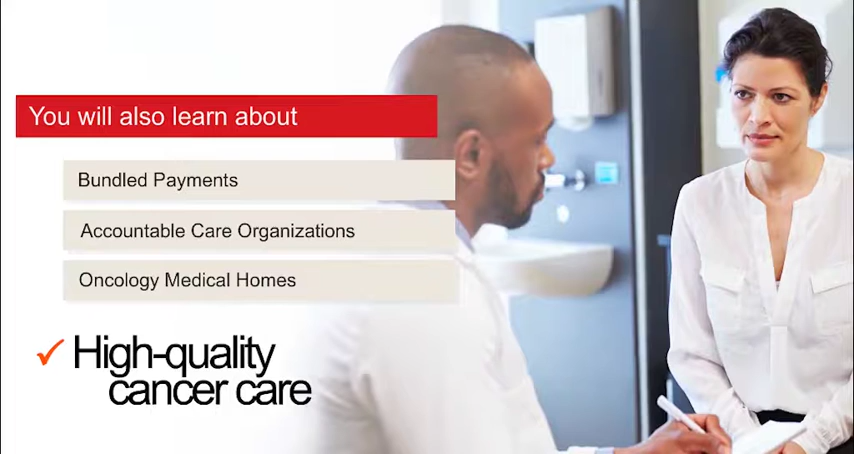 You will also learn about
Bundled Payments
Accountable Care Organizations
Oncology Medical Homes
High-quality
cancer care